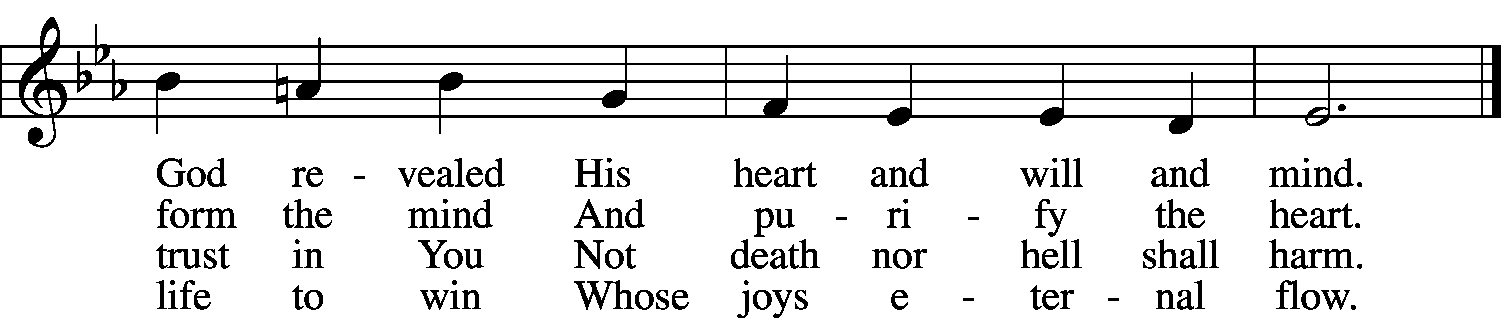 God re - vealed His heart and will and mind.
form the mind And pu - ri - fy the heart.
trust in You Not death nor hell shall harm.
life to win Whose joys e - ter - nal flow.